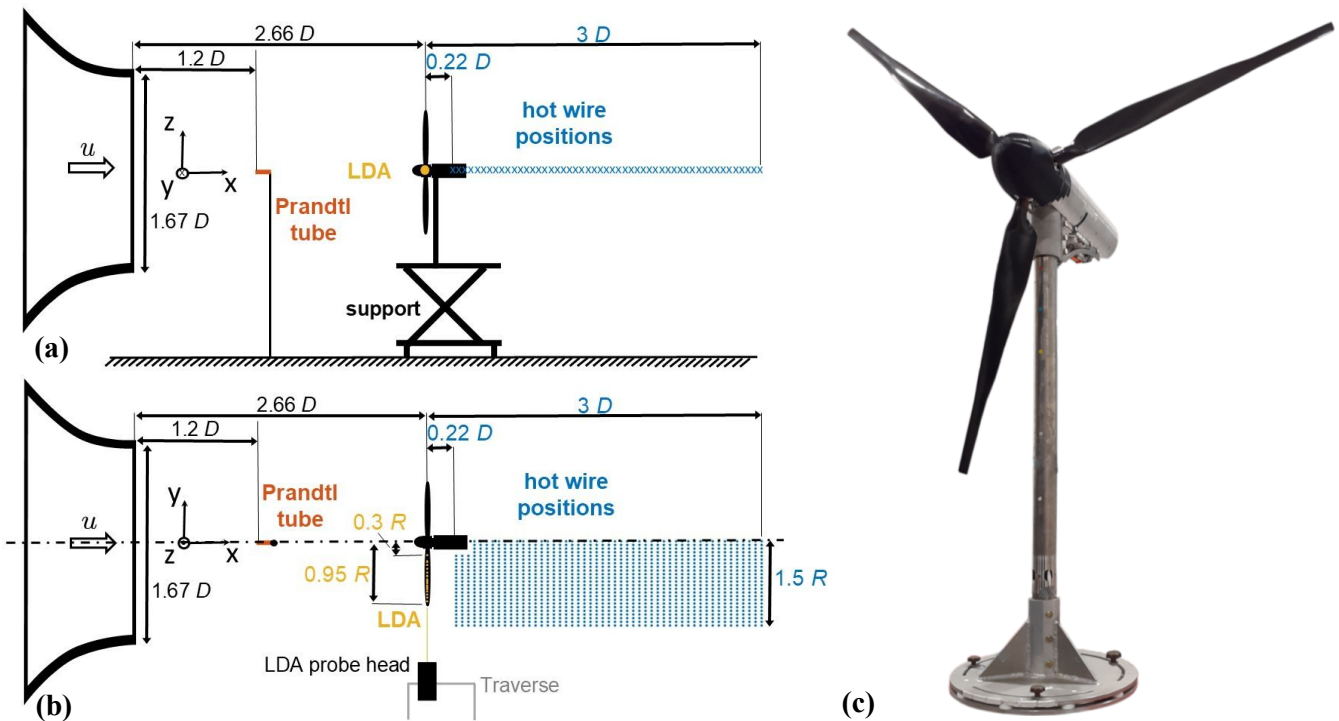 2.66 D
3 D
1.2 D
0.22 D
hot wire
positions
z
u
LDA
y
x
1.67 D
Prandtl
tube
support
(a)
2.66 D
3 D
1.2 D
0.22 D
hot wire
positions
y
Prandtl
tube
u
0.3 R
z
x
0.95 R
1.5 R
1.67 D
LDA
LDA probe head
Traverse
(b)
(c)